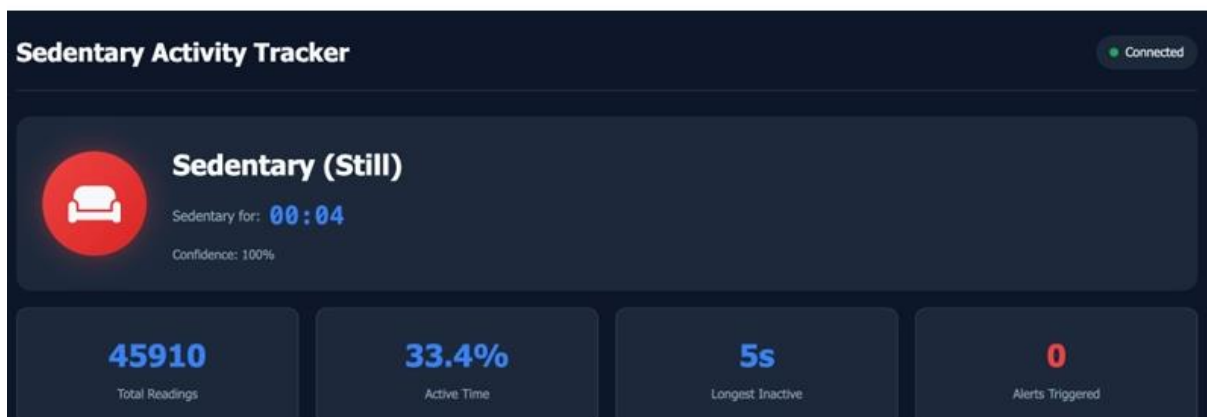 Sedentary Activity Tracker
Connected
Sedentary (Still)
Sedentary for: 00:04
Confidence: 100%
45910
33.4%
5s
0
Total Readings
Active Time
Longest Inactive
Alerts Triggered